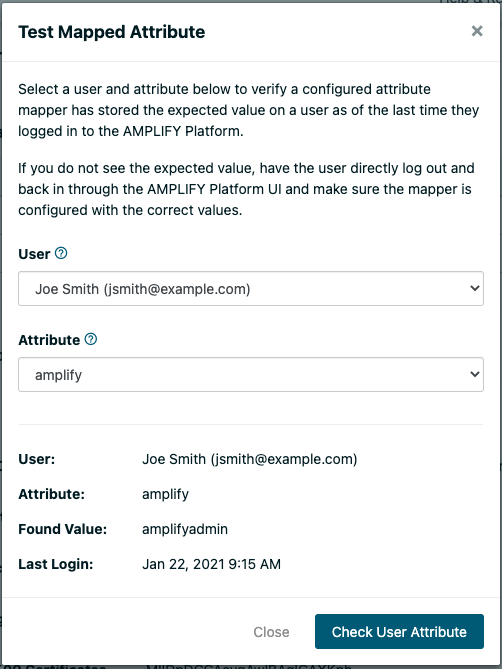 Test Mapped Attribute ×
Select a user and attribute below to verify a configured attribute
mapper has stored the expected value on a user as of the last time they
logged in to the AMPLIFY Platform.
If you do not see the expected value, have the user directly log out and
back in through the AMPLIFY Platform UI and make sure the mapper is
configured with the correct values.
User ?
Joe Smith (jsmith@example.com)
Attribute ?
amplify
User: Joe Smith (jsmith@example.com)
Attribute: amplify
Found Value: amplifyadmin
Last Login: Jan 22, 2021 9:15 AM
Close Check User Attribute